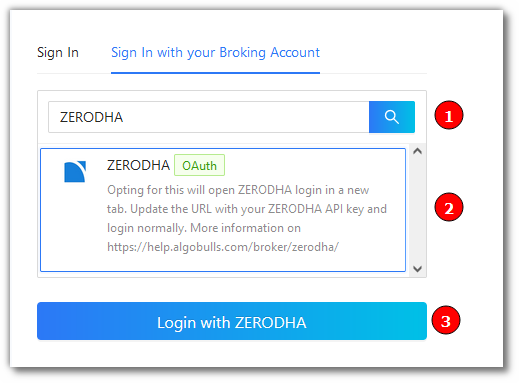 Sign In Sign In with your Broking Account
ZERODHA
1
ZERODHA OAuth
Opting for this will open ZERODHA login in a new
tab. Update the URL with your ZERODHA API key and
login normally. More information on
https://help.algobulls.com/broker/zerodha/
2
Login with ZERODHA
3